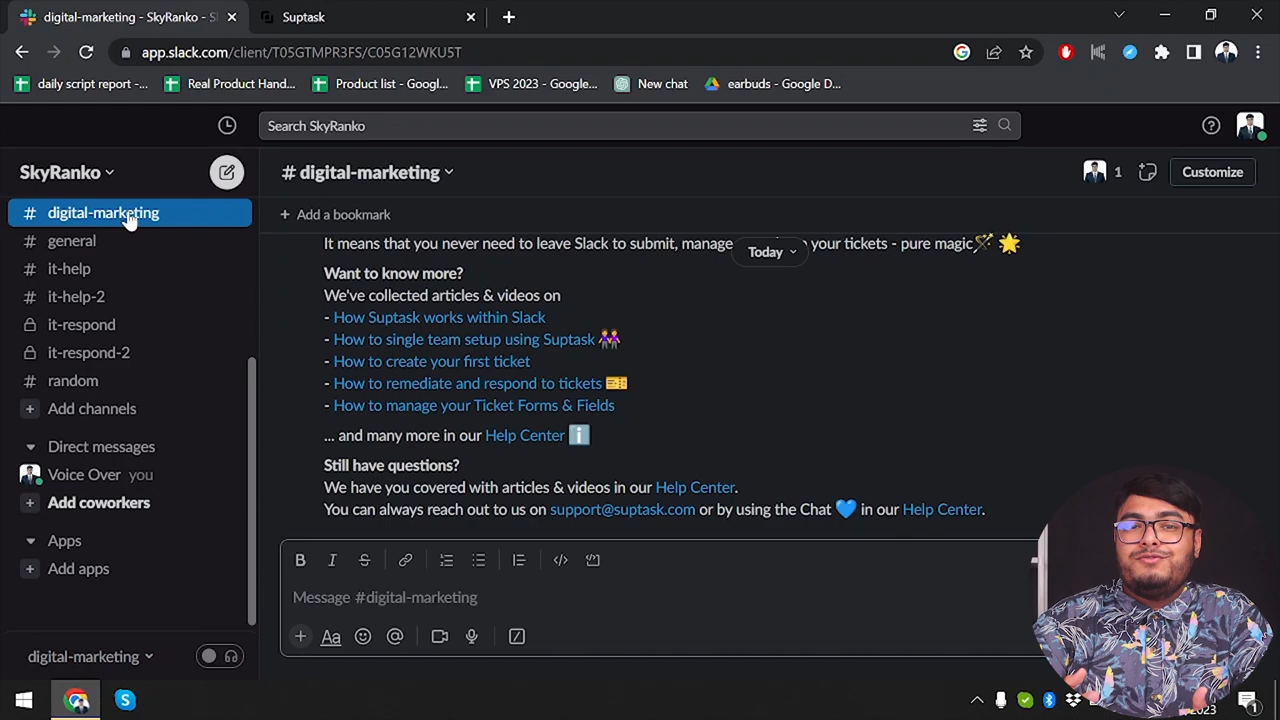 digital-marketing - SkyRanko - Sl
Suptask
app.slack.com/client/T05GTMPR3FS/C05G12WKU5T
daily script report -...
Real Product Hand...
Product list - Googl...
VPS 2023 - Google...
New chat
earbuds - Google D...
Search SkyRanko
SkyRanko
# digital-marketing
1
Customize
# digital-marketing
# general
# it-help
# it-help-2
it-respond
it-respond-2
# random
+ Add channels
Direct messages
Voice Over you
+ Add coworkers
Apps
+ Add apps
digital-marketing
+ Add a bookmark
It means that you never need to leave Slack to submit, manage your tickets - pure magic
Today
Want to know more?
We've collected articles & videos on
- How Suptask works within Slack
- How to single team setup using Suptask
- How to create your first ticket
- How to remediate and respond to tickets
- How to manage your Ticket Forms & Fields
... and many more in our Help Center
Still have questions?
We have you covered with articles & videos in our Help Center.
You can always reach out to us on support@suptask.com or by using the Chat in our Help Center.
B I S
Message #digital-marketing
+ Aa @
2023
1